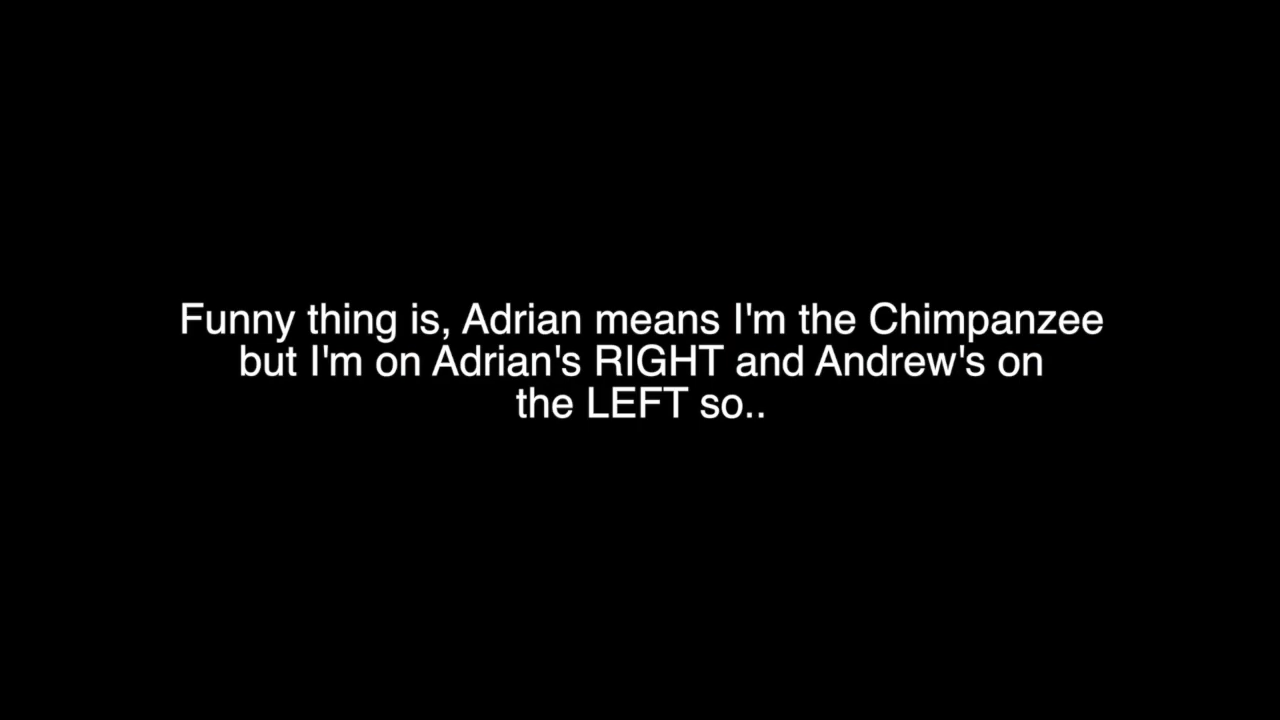 Funny thing is, Adrian means I'm the Chimpanzee
but I'm on Adrian's RIGHT and Andrew's on
the LEFT so..